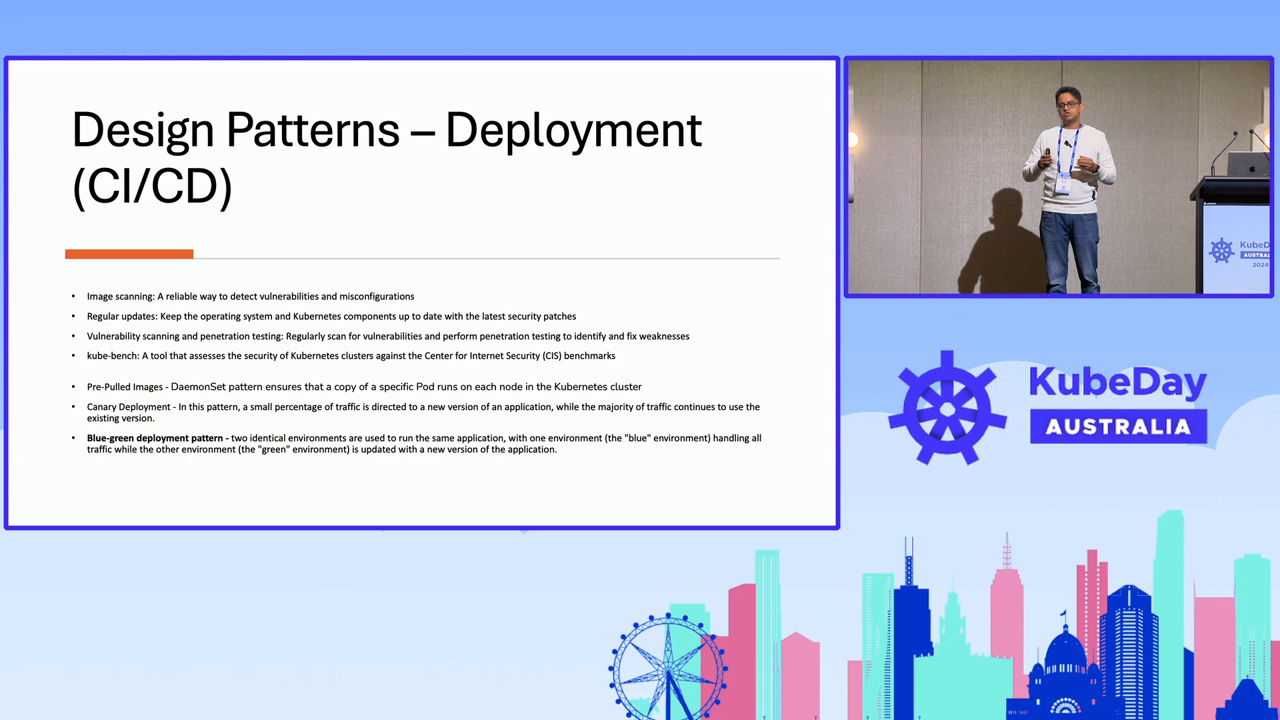 Design Patterns – Deployment
(CI/CD)
• Image scanning: A reliable way to detect vulnerabilities and misconfigurations
• Regular updates: Keep the operating system and Kubernetes components up to date with the latest security patches
• Vulnerability scanning and penetration testing: Regularly scan for vulnerabilities and perform penetration testing to identify and fix weaknesses
• kube-bench: A tool that assesses the security of Kubernetes clusters against the Center for Internet Security (CIS) benchmarks
• Pre-Pulled Images - DaemonSet pattern ensures that a copy of a specific Pod runs on each node in the Kubernetes cluster
• Canary Deployment - In this pattern, a small percentage of traffic is directed to a new version of an application, while the majority of traffic continues to use the
existing version.
• Blue-green deployment pattern - two identical environments are used to run the same application, with one environment (the "blue" environment) handling all
traffic while the other environment (the "green" environment) is updated with a new version of the application.
KubeD
AUSTRAL
2024
KubeDay
AUSTRALIA